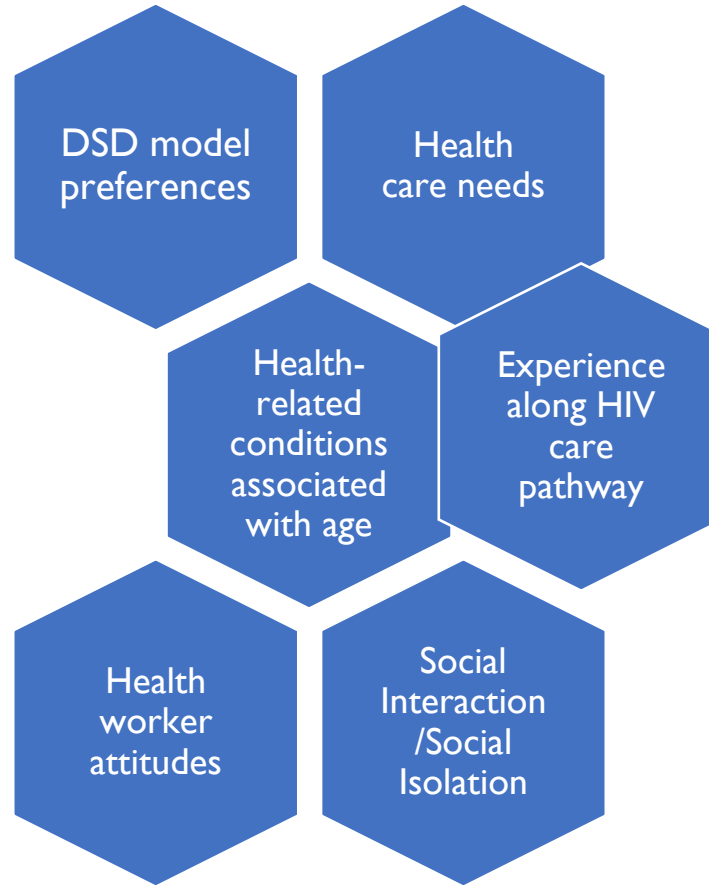 DSD model
preferences
Health
care needs
Health-
related
conditions
associated
with age
Experience
along HIV
care
pathway
Health
worker
attitudes
Social
Interaction
/Social
Isolation